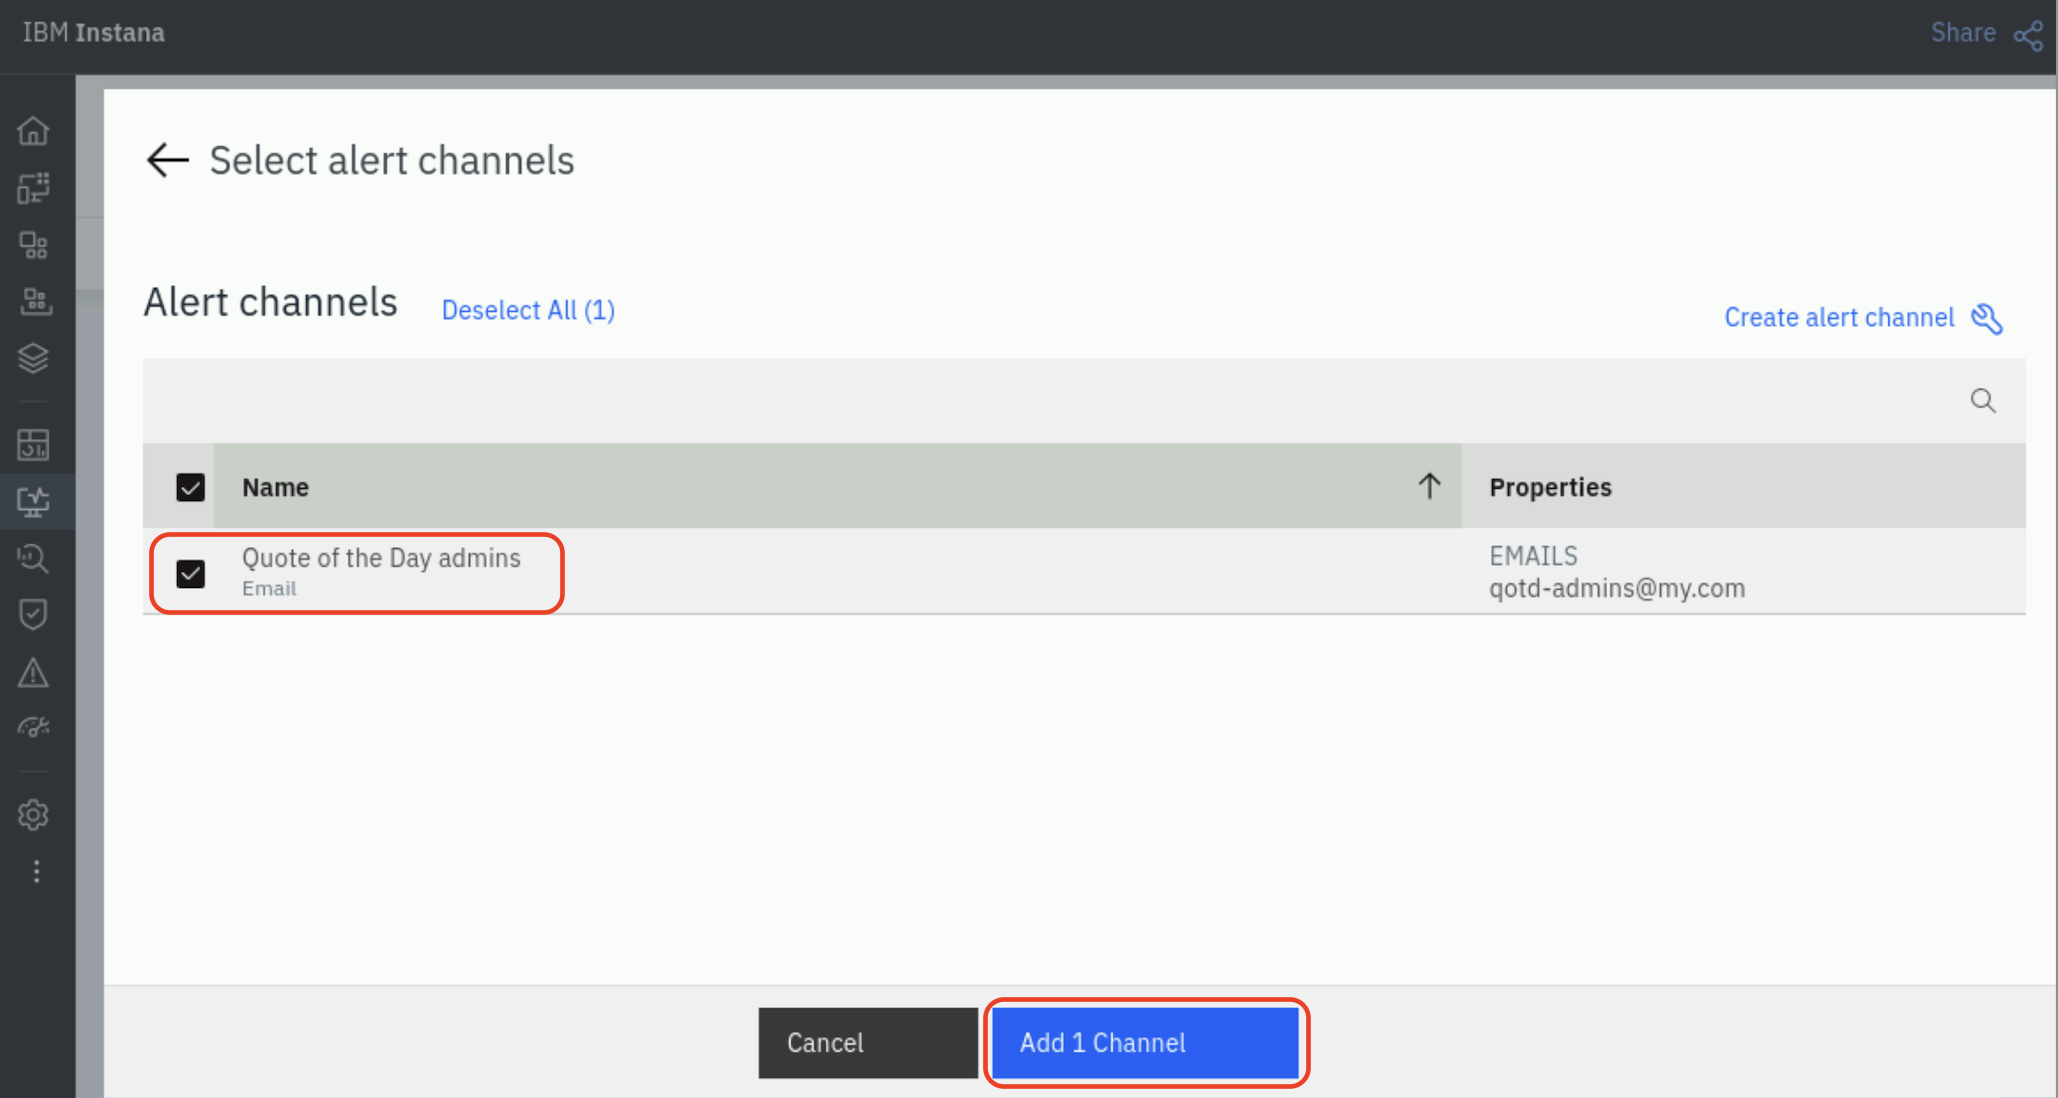 IBM Instana
Share
Select alert channels
Alert channels
Deselect All (1)
Create alert channel
Name
Properties
Quote of the Day admins
Email
EMAILS
qotd-admins@my.com
Cancel
Add 1 Channel